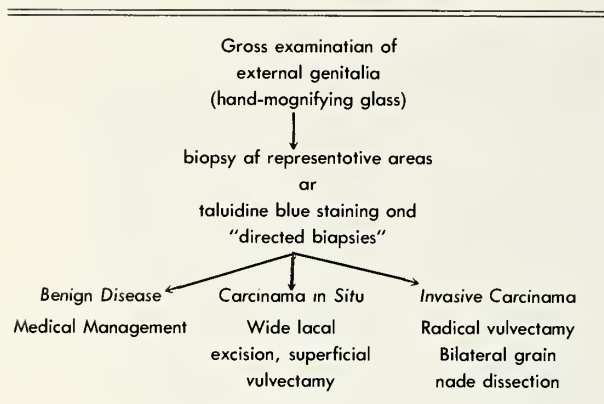 Gross examination of
external genitalia
(hand-mognifying glass)
biopsy af representotive areas
ar
taluidine blue staining ond
"directed biapsies"
Benign Disease
Medical Management
Carcinama in Situ
Wide lacal
excision, superficial
vulvectamy
Invasive Carcinama
Radical vulvectamy
Bilateral grain
nade dissection